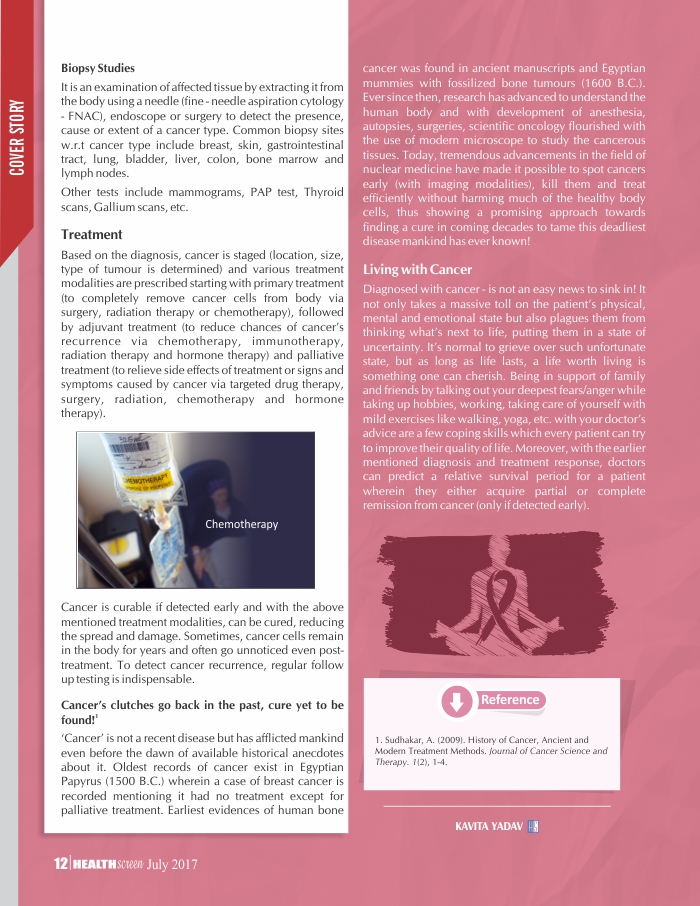 COVER STORY
Biopsy Studies
It is an examination of affected tissue by extracting it from
the body using a needle (fine - needle aspiration cytology
- FNAC), endoscope or surgery to detect the presence,
cause or extent of a cancer type. Common biopsy sites
w.r.t cancer type include breast, skin, gastrointestinal
tract, lung, bladder, liver, colon, bone marrow and
lymph nodes.
Other tests include mammograms, PAP test, Thyroid
scans, Gallium scans, etc.
Treatment
Based on the diagnosis, cancer is staged (location, size,
type of tumour is determined) and various treatment
modalities are prescribed starting with primary treatment
(to completely remove cancer cells from body via
surgery, radiation therapy or chemotherapy), followed
by adjuvant treatment (to reduce chances of cancer's
recurrence via chemotherapy, immunotherapy,
radiation therapy and hormone therapy) and palliative
treatment (to relieve side effects of treatment or signs and
symptoms caused by cancer via targeted drug therapy,
surgery, radiation, chemotherapy and hormone
therapy).
CHEMOTHERAPY
Chemotherapy
Cancer is curable if detected early and with the above
mentioned treatment modalities, can be cured, reducing
the spread and damage. Sometimes, cancer cells remain
in the body for years and often go unnoticed even post-
treatment. To detect cancer recurrence, regular follow
up testing is indispensable.
Cancer's clutches go back in the past, cure yet to be
found!¹
'Cancer' is not a recent disease but has afflicted mankind
even before the dawn of available historical anecdotes
about it. Oldest records of cancer exist in Egyptian
Papyrus (1500 B.C.) wherein a case of breast cancer is
recorded mentioning it had no treatment except for
palliative treatment. Earliest evidences of human bone
cancer was found in ancient manuscripts and Egyptian
mummies with fossilized bone tumours (1600 B.C.).
Ever since then, research has advanced to understand the
human body and with development of anesthesia,
autopsies, surgeries, scientific oncology flourished with
the use of modern microscope to study the cancerous
tissues. Today, tremendous advancements in the field of
nuclear medicine have made it possible to spot cancers
early (with imaging modalities), kill them and treat
efficiently without harming much of the healthy body
cells, thus showing a promising approach towards
finding a cure in coming decades to tame this deadliest
disease mankind has ever known!
Living with Cancer
Diagnosed with cancer - is not an easy news to sink in! It
not only takes a massive toll on the patient's physical,
mental and emotional state but also plagues them from
thinking what's next to life, putting them in a state of
uncertainty. It's normal to grieve over such unfortunate
state, but as long as life lasts, a life worth living is
something one can cherish. Being in support of family
and friends by talking out your deepest fears/anger while
taking up hobbies, working, taking care of yourself with
mild exercises like walking, yoga, etc. with your doctor's
advice are a few coping skills which every patient can try
to improve their quality of life. Moreover, with the earlier
mentioned diagnosis and treatment response, doctors
can predict a relative survival period for a patient
wherein they either acquire partial or complete
remission from cancer (only if detected early).
Reference
1. Sudhakar, A. (2009). History of Cancer, Ancient and
Modern Treatment Methods. Journal of Cancer Science and
Therapy. 1(2), 1-4.
KAVITA YADAV
12 HEALTHscreen July 2017